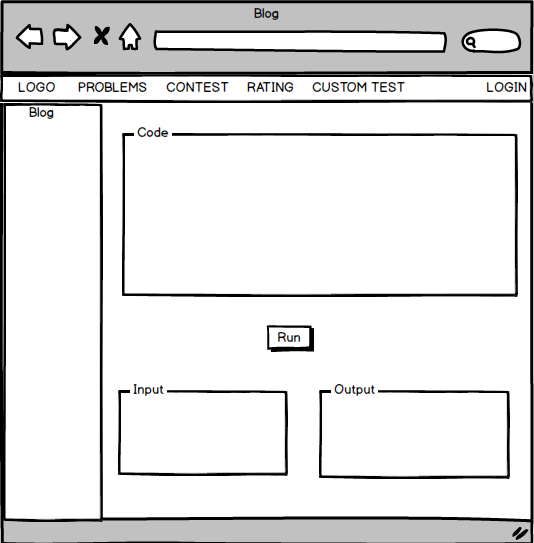 Blog
LOGO PROBLEMS CONTEST RATING CUSTOM TEST LOGIN
Blog
Code
Run
Input Output